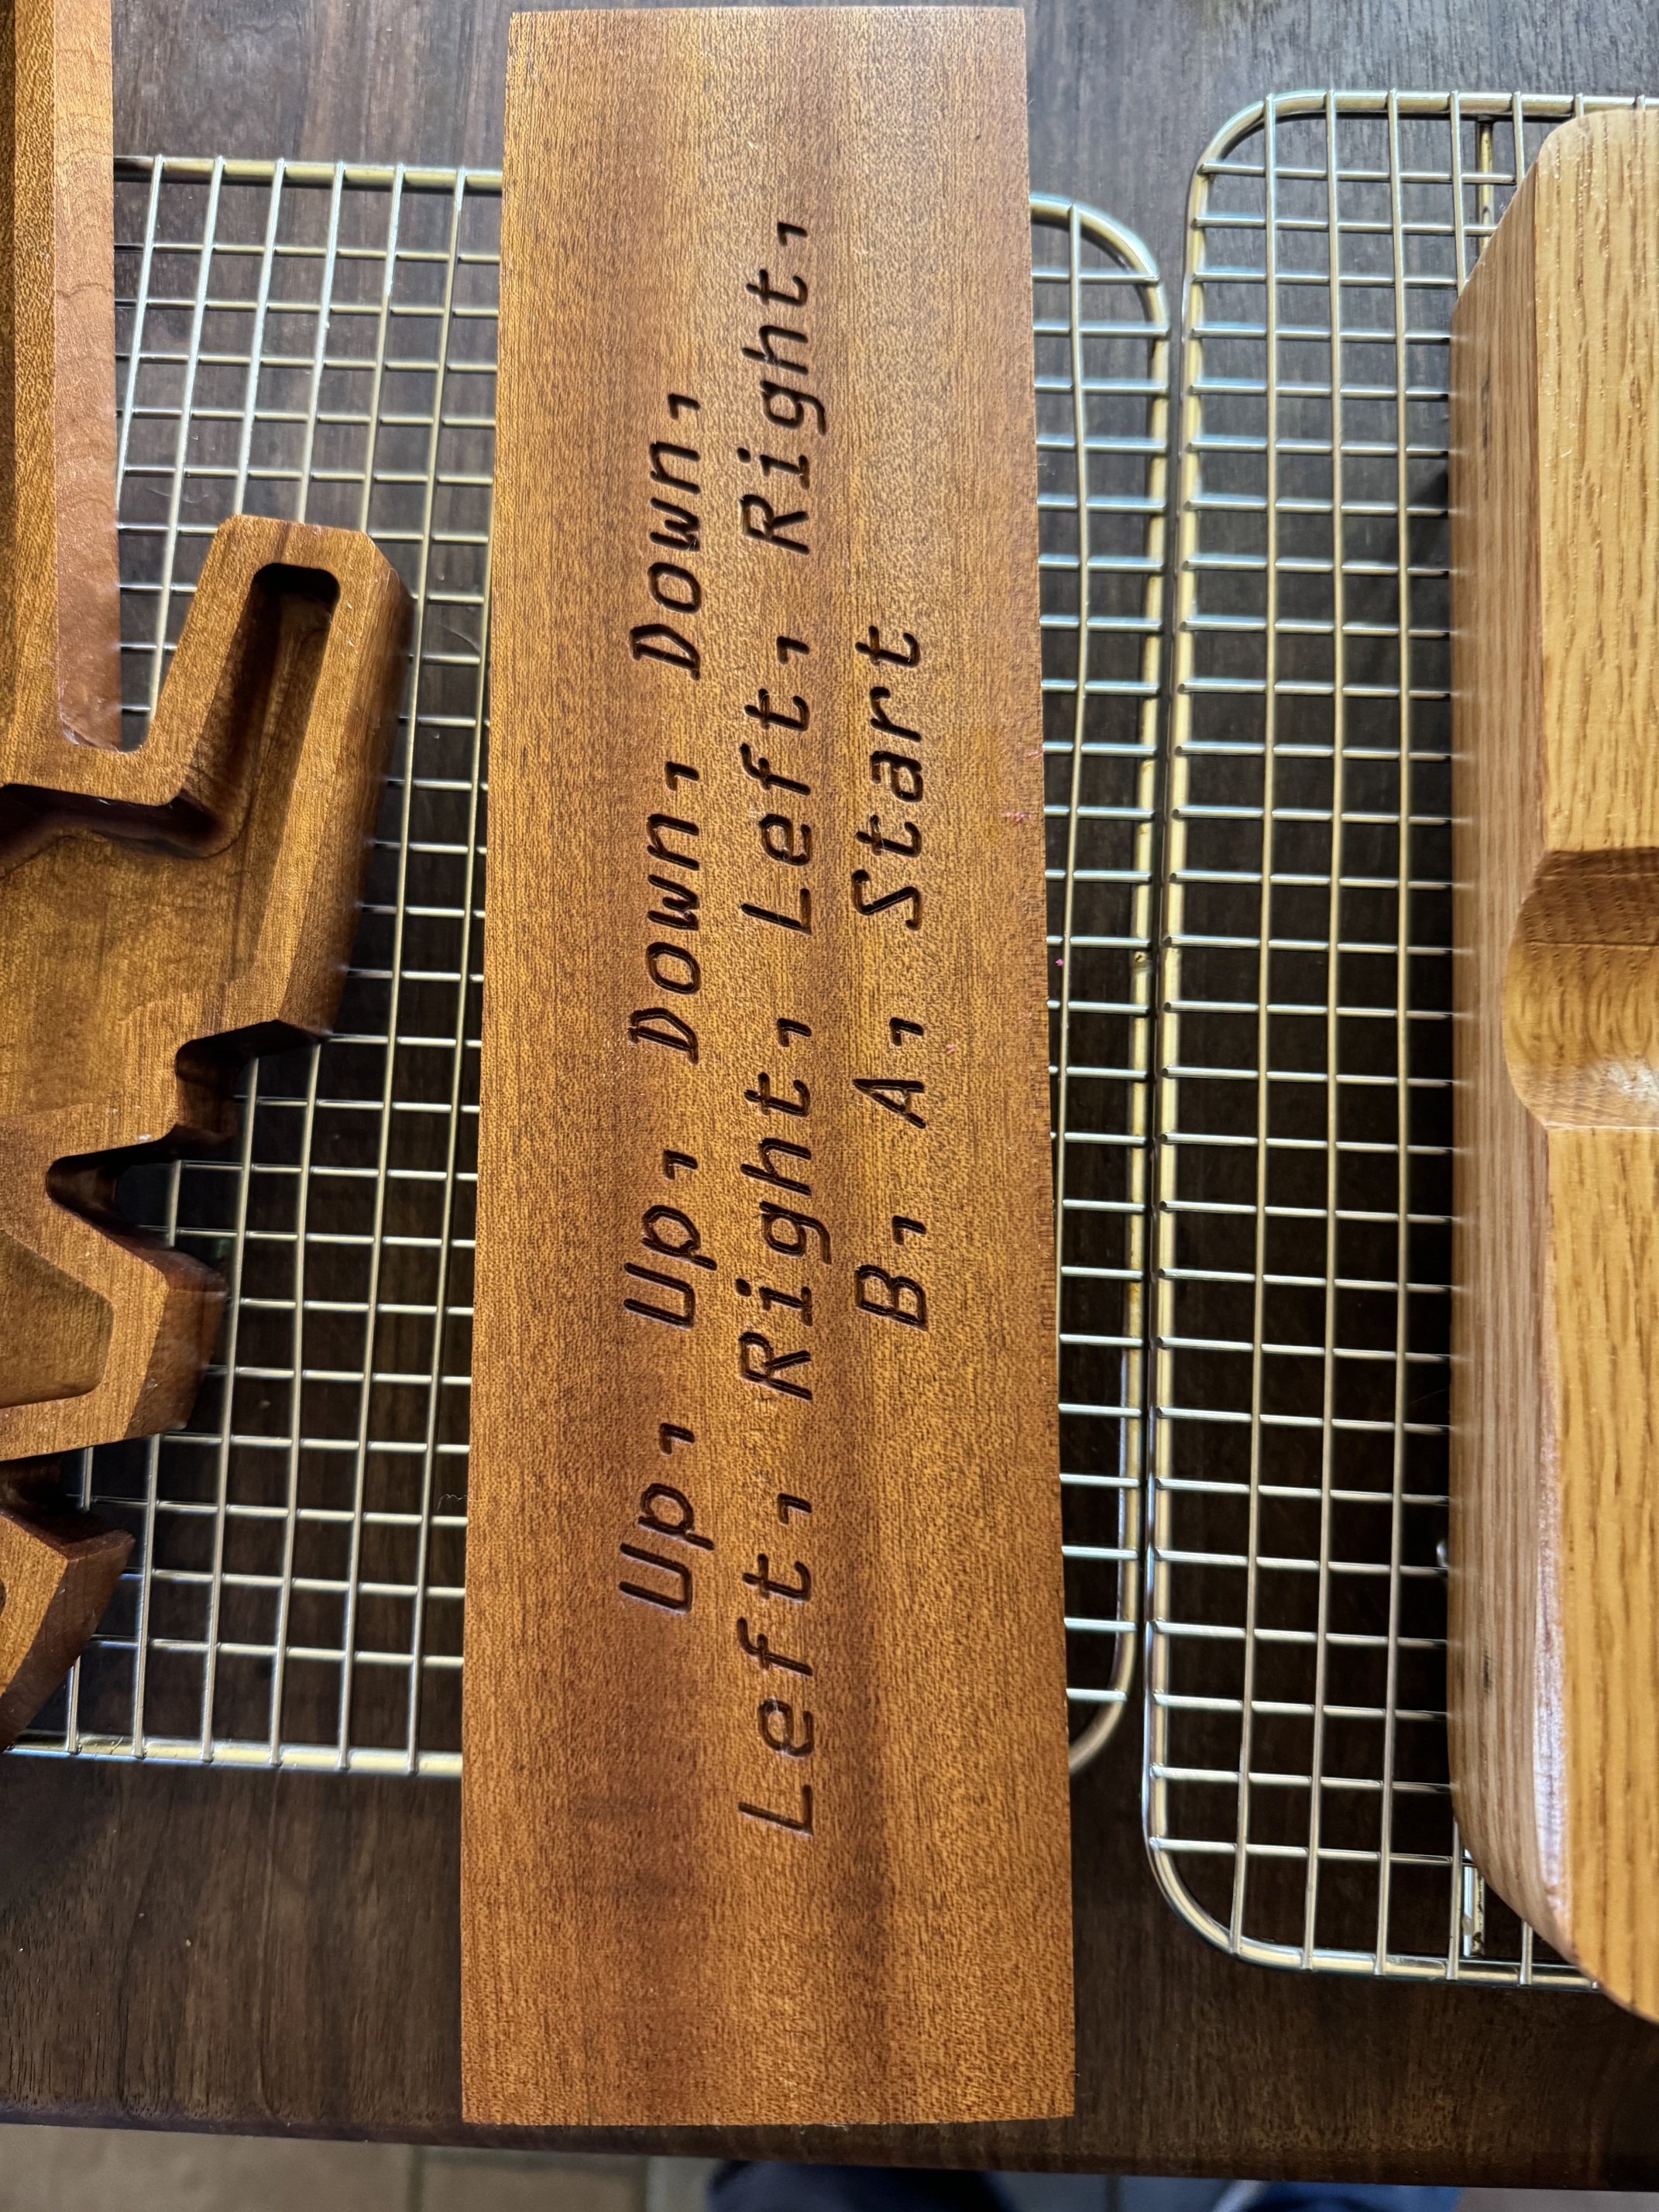 Up, Up, Down, Down,
Left, Right, Left, Right,
B, A, Start